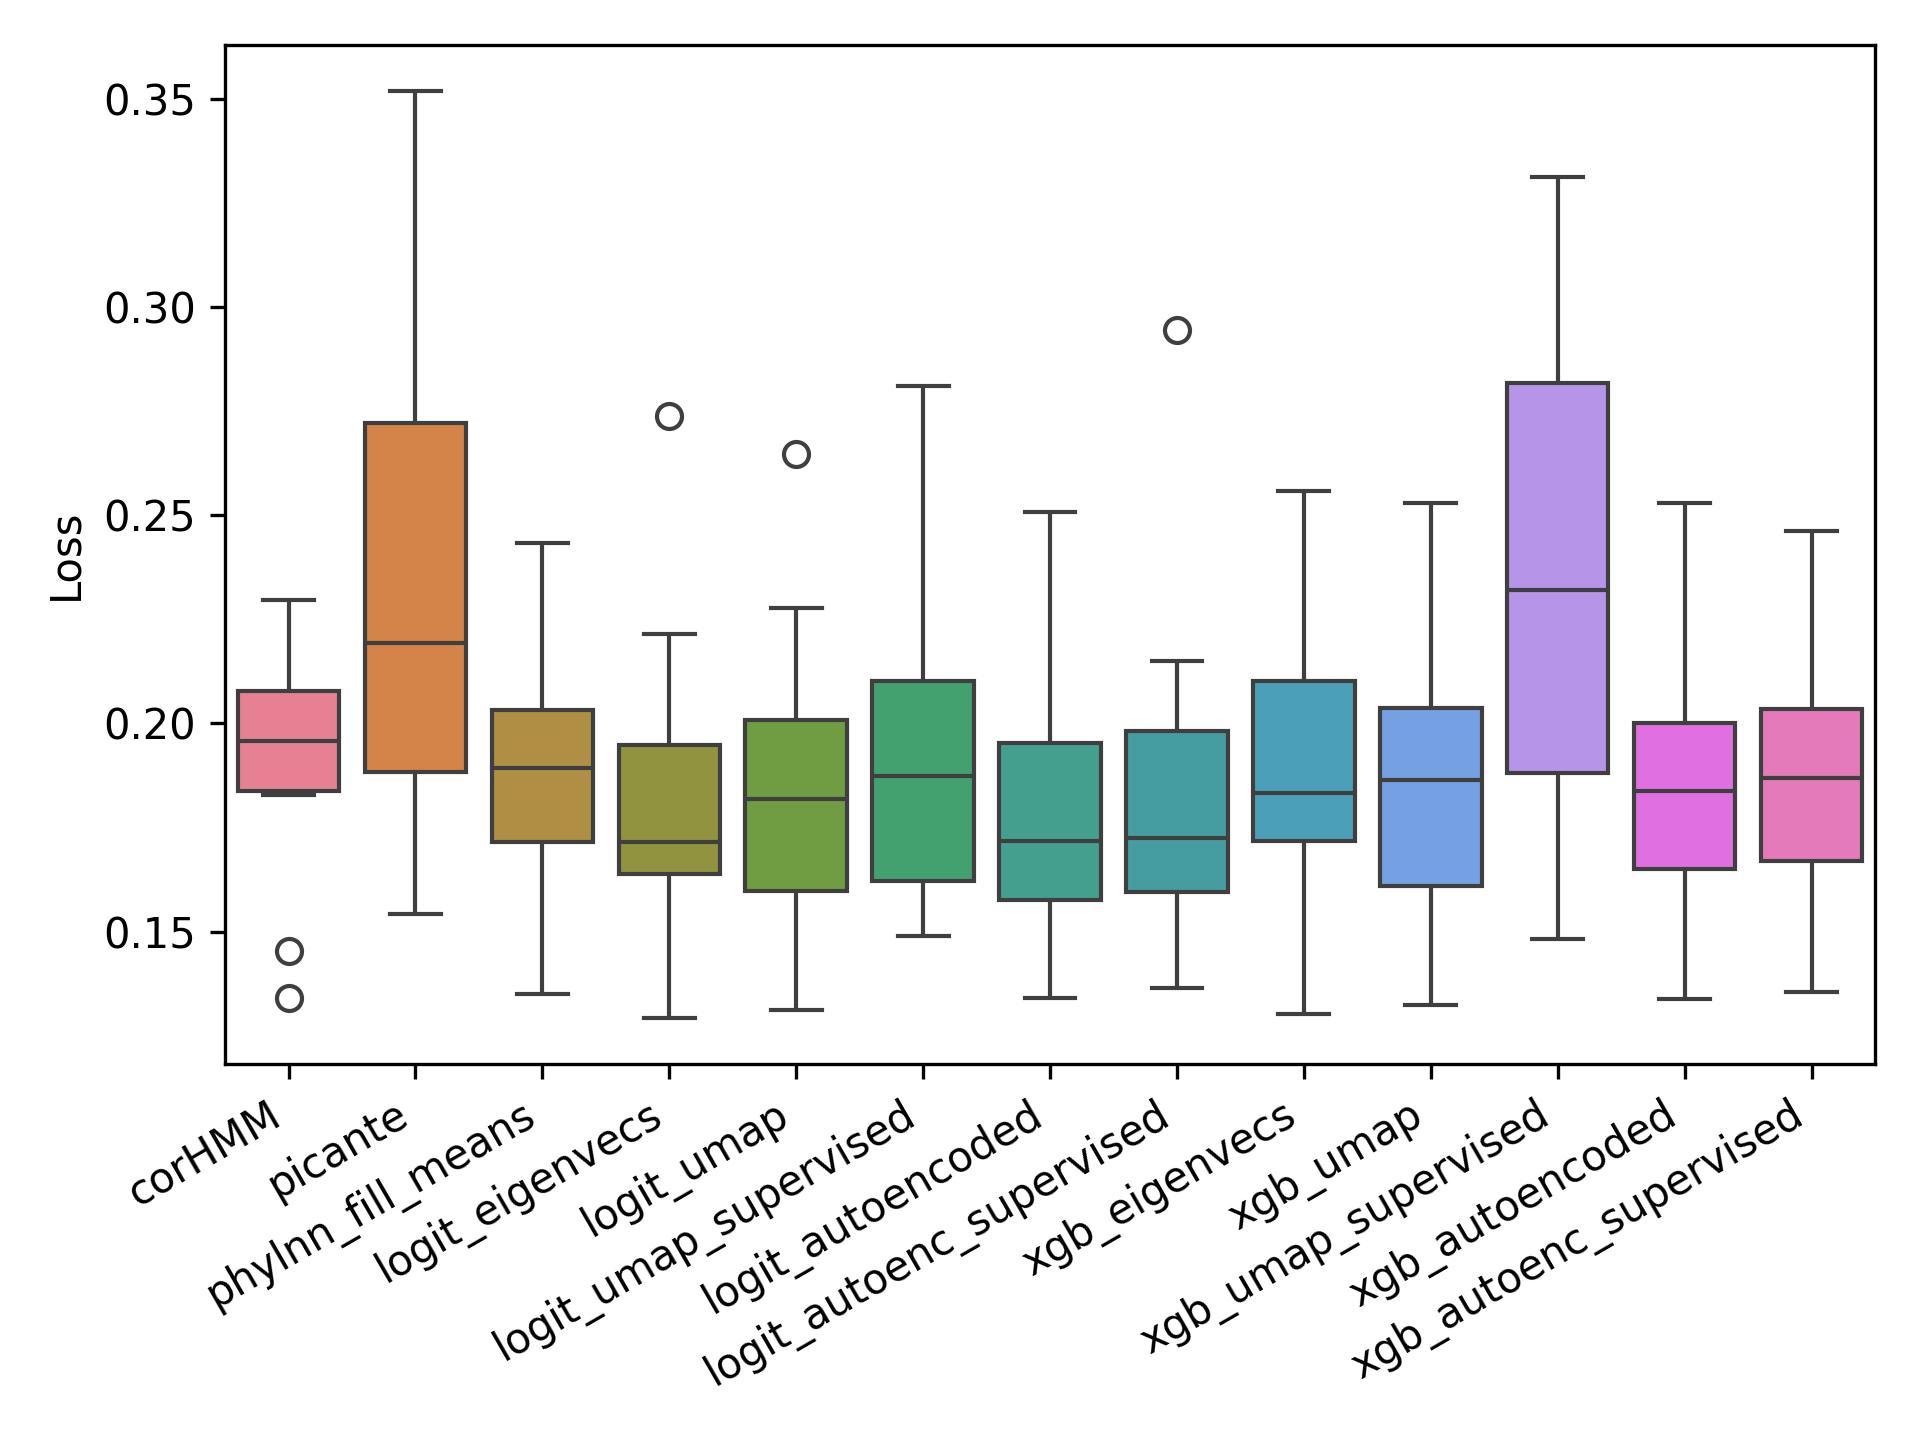 0.35
0.30
0.25
0.20
0.15
Loss
corHMM
picante
phylnn_fill_means
logit_eigenvecs
logit_umap
logit_umap_supervised
logit_autoencoded
logit_autoenc_supervised
xgb_eigenvecs
xgb_umap
xgb_umap_supervised
xgb_autoencoded
xgb_autoenc_supervised